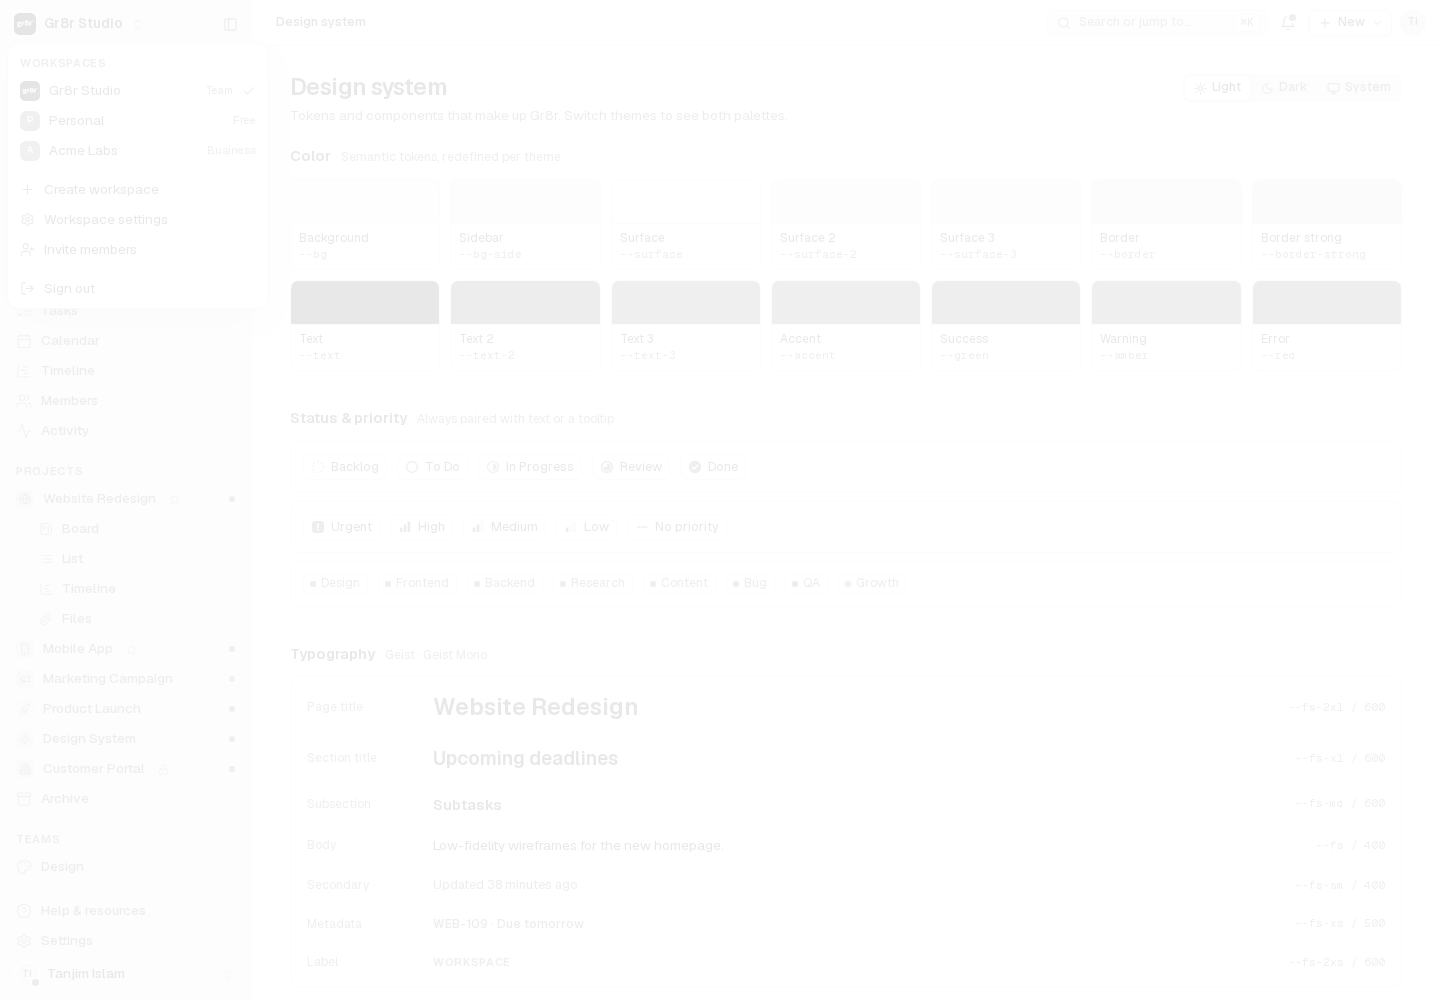 gr8r Gr8r Studio
WORKSPACES
gr8r Gr8r Studio Team
P Personal Free
A Acme Labs Business
Create workspace
Workspace settings
Invite members
Sign out
Tasks
Calendar
Timeline
Members
Activity
PROJECTS
Website Redesign
Board
List
Timeline
Files
Mobile App
Marketing Campaign
Product Launch
Design System
Customer Portal
Archive
TEAMS
Design
Help & resources
Settings
TI Tanjim Islam
Design system
Search or jump to... ⌘K
New
TI
Design system
Light Dark System
Tokens and components that make up Gr8r. Switch themes to see both palettes.
Color Semantic tokens, redefined per theme
Background Sidebar Surface Surface 2 Surface 3 Border Border strong
--bg --bg-side --surface --surface-2 --surface-3 --border --border-strong
Text Text 2 Text 3 Accent Success Warning Error
--text --text-2 --text-3 --accent --green --amber --red
Status & priority Always paired with text or a tooltip
Backlog To Do In Progress Review Done
Urgent High Medium Low No priority
Design Frontend Backend Research Content Bug QA Growth
Typography Geist · Geist Mono
Page title Website Redesign --fs-2xl / 600
Section title Upcoming deadlines --fs-xl / 600
Subsection Subtasks --fs-md / 600
Body Low-fidelity wireframes for the new homepage. --fs / 400
Secondary Updated 38 minutes ago --fs-sm / 400
Metadata WEB-109 · Due tomorrow --fs-xs / 500
Label WORKSPACE --fs-2xs / 600